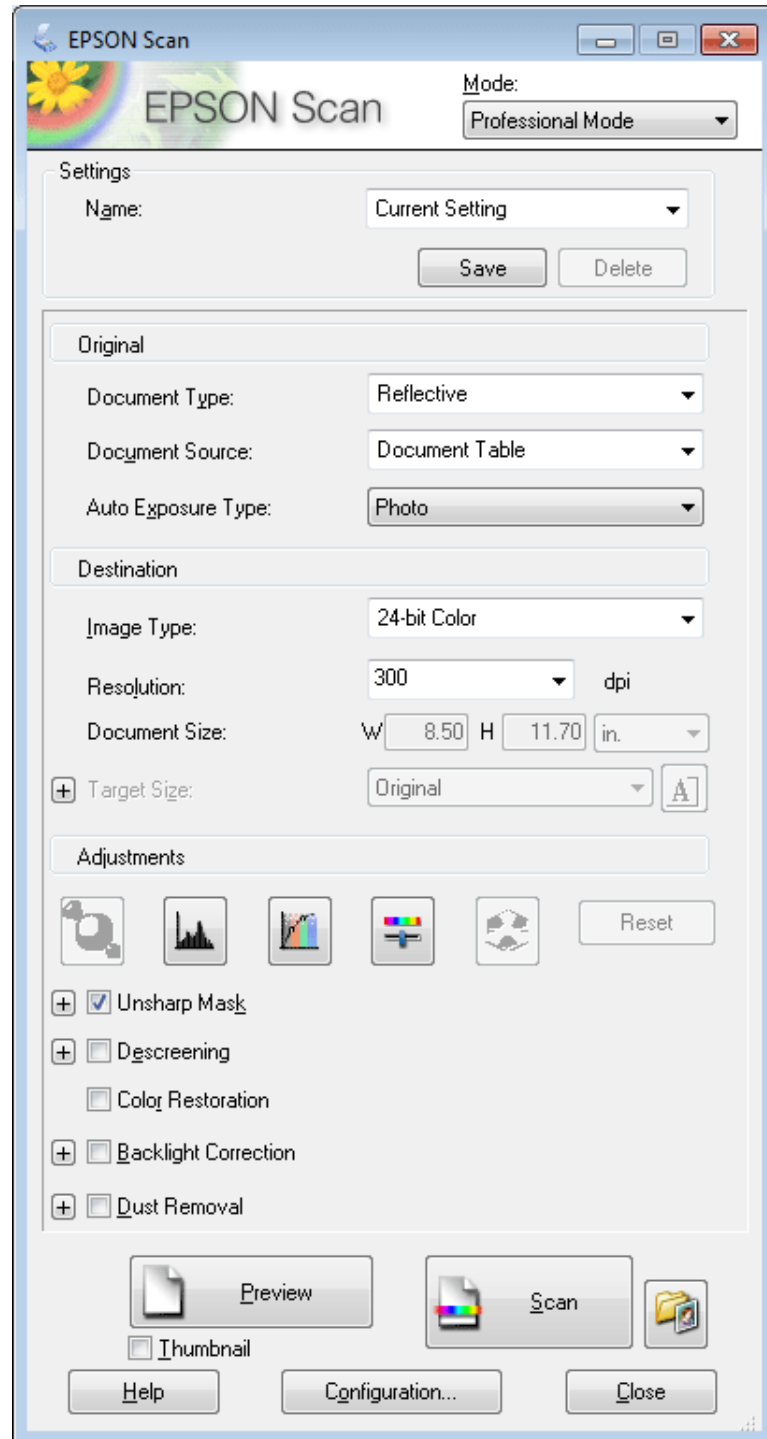 EPSON Scan
EPSON Scan
Mode:
Professional Mode
Settings
Name:
Current Setting
Save
Delete
Original
Document Type:
Reflective
Document Source:
Document Table
Auto Exposure Type:
Photo
Destination
Image Type:
24-bit Color
Resolution:
300
dpi
Document Size:
W 8.50 H 11.70 in.
Target Size:
Original
A
Adjustments
Reset
Unsharp Mask
Descreening
Color Restoration
Backlight Correction
Dust Removal
Preview
Scan
Thumbnail
Help
Configuration...
Close